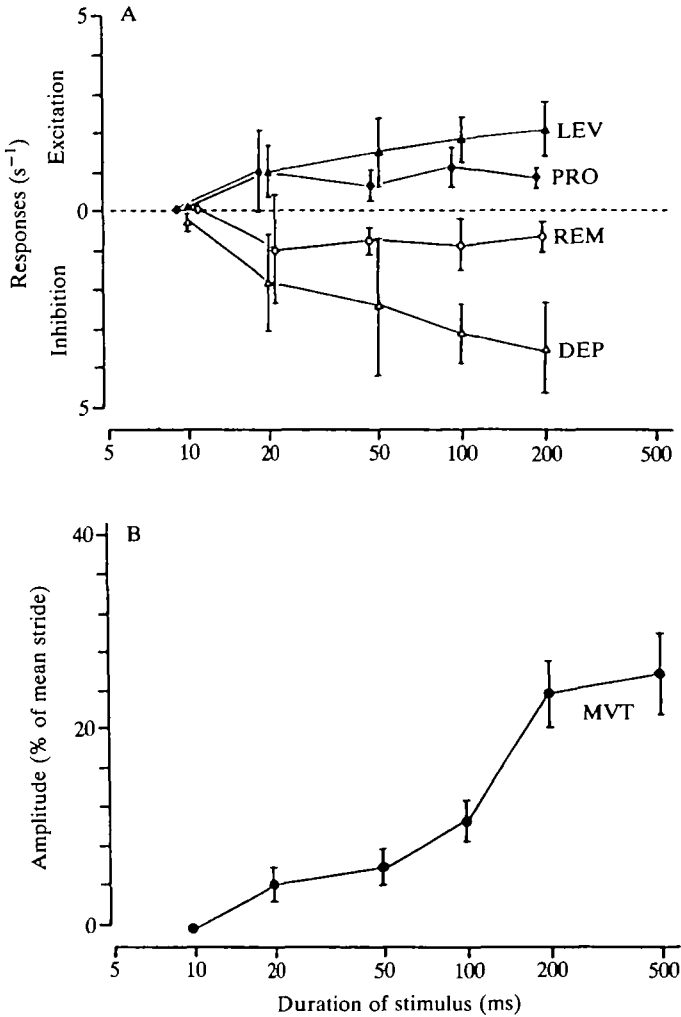 A
5
Excitation
Responses (s⁻¹)
0
Inhibition
5
LEV
PRO
REM
DEP
5 10 20 50 100 200 500
B
40
Amplitude (% of mean stride)
20
0
MVT
5 10 20 50 100 200 500
Duration of stimulus (ms)